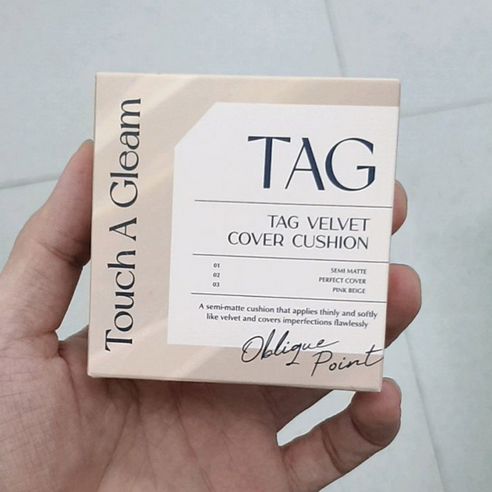 Touch A Gleam
TAG
TAG VELVET
COVER CUSHION
01 SEMI MATTE
02 PERFECT COVER
03 PINK BEIGE
A semi-matte cushion that applies thinly and softly
like velvet and covers imperfections flawlessly
Oblique
Point